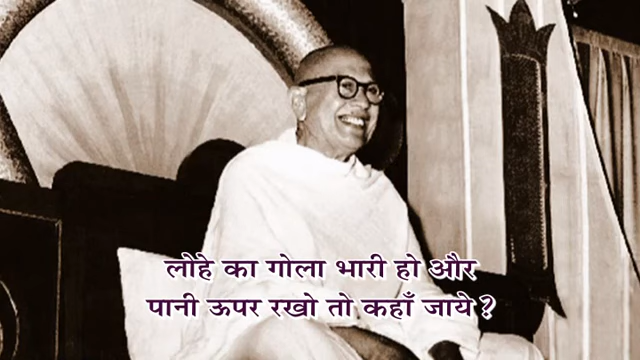 लोहे का गोला भारी हो और
पानी ऊपर रखो तो कहाँ जाये ?